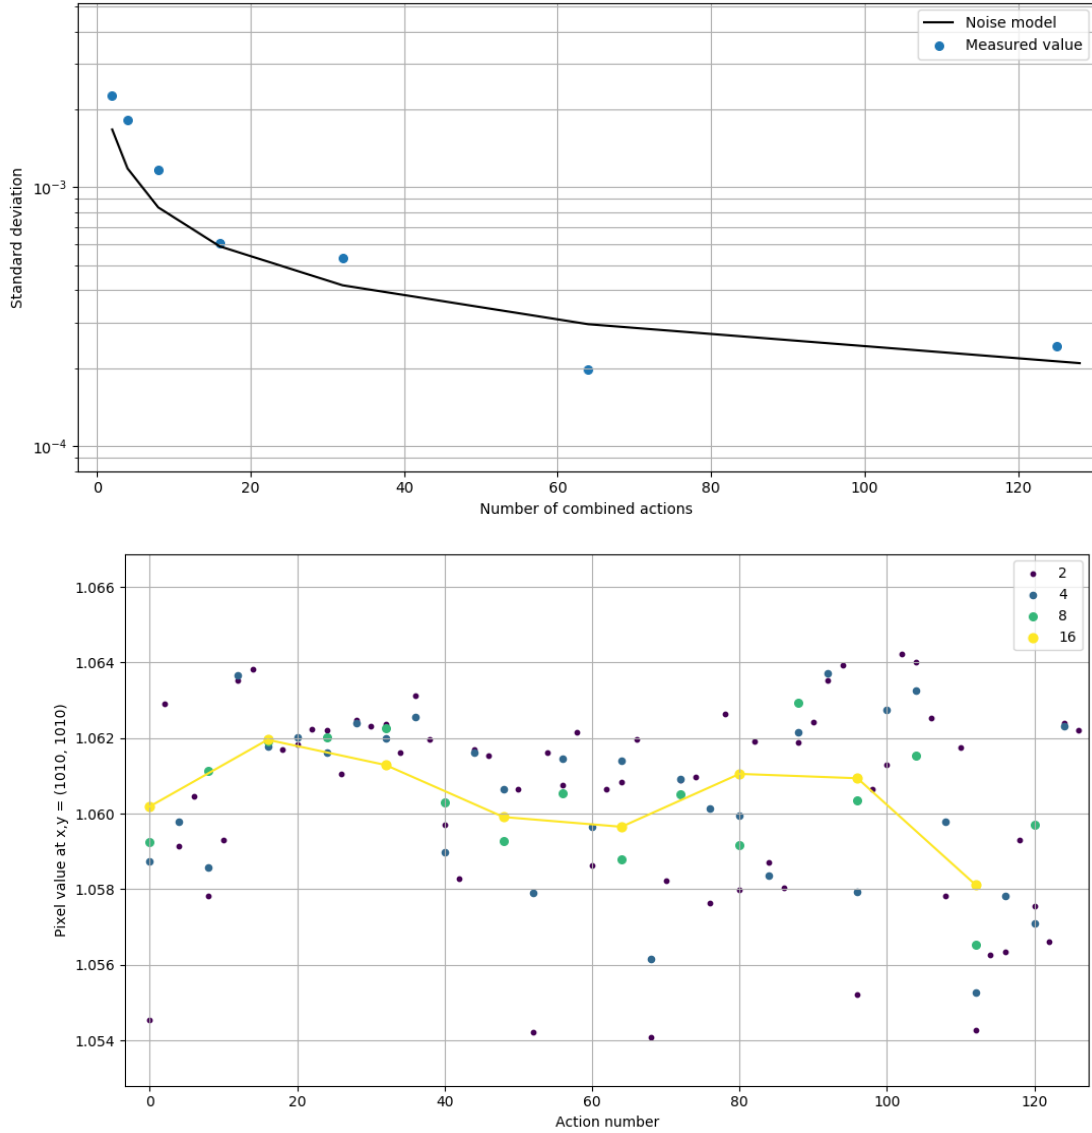 Noise model
Measured value
Standard deviation
10⁻³
10⁻⁴
0 20 40 60 80 100 120
Number of combined actions
2
4
8
16
Pixel value at x,y = (1010, 1010)
1.066
1.064
1.062
1.060
1.058
1.056
1.054
0 20 40 60 80 100 120
Action number